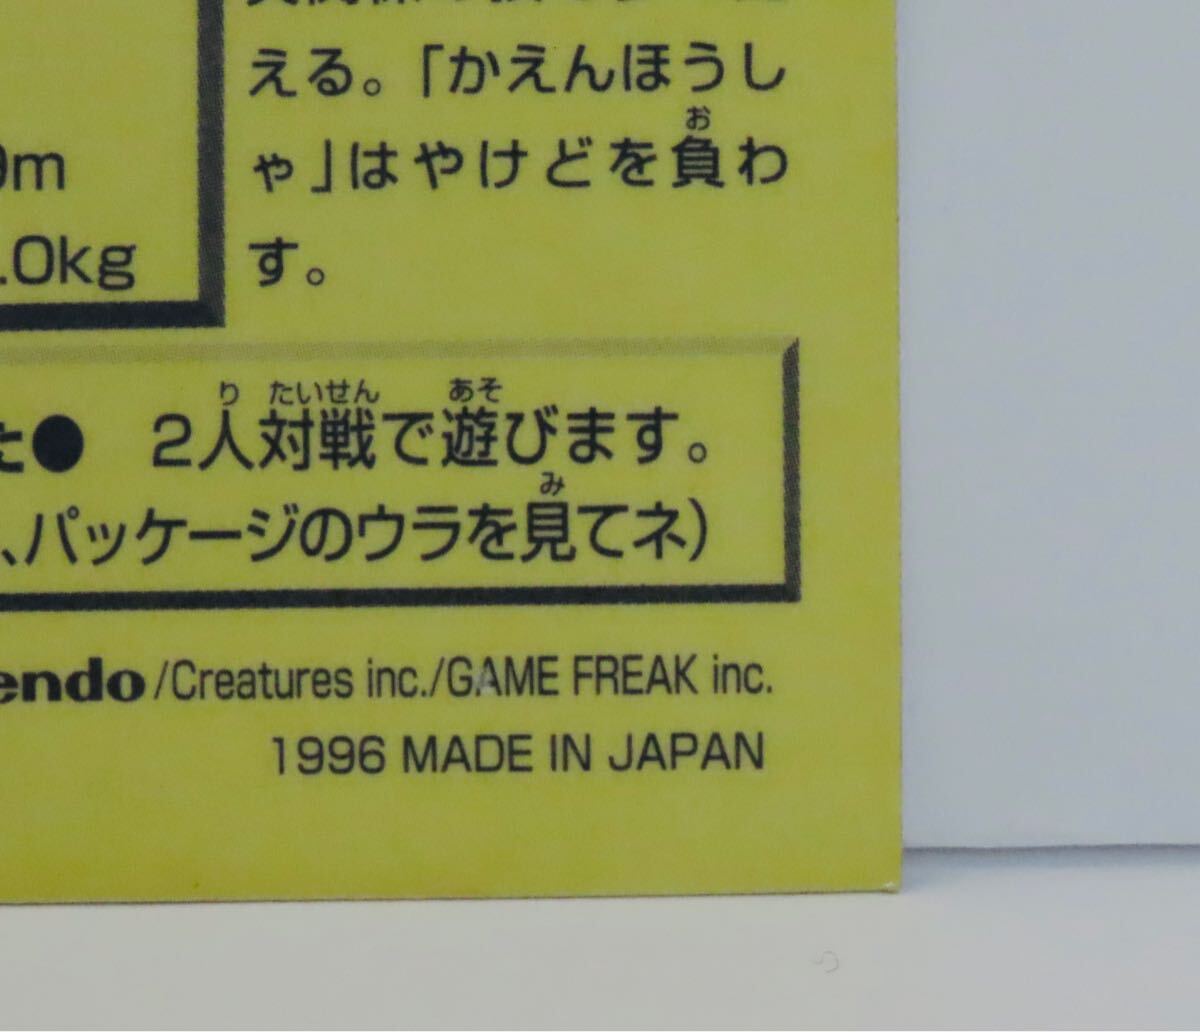 える。「かえんほうし
ゃ」はやけどを負わ
お
す。
9m
.0kg
り たいせん あそ
た● 2人対戦で遊びます。
み
、パッケージのウラを見てネ)
endo/Creatures inc./GAME FREAK inc.
1996 MADE IN JAPAN